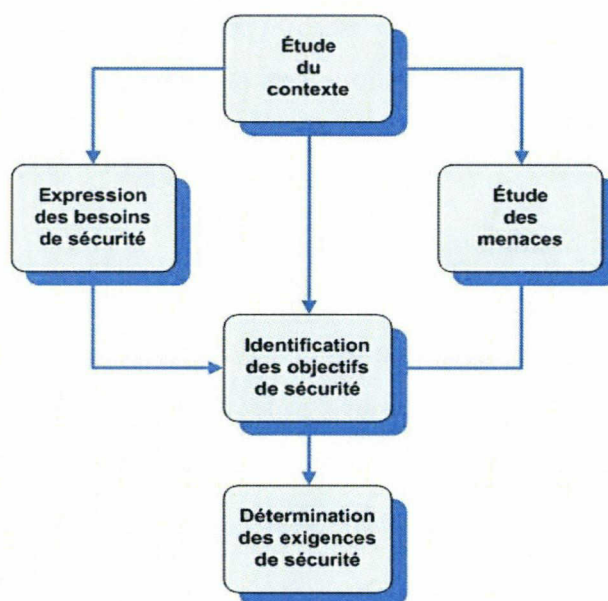 Étude
du
contexte
Expression
des besoins
de sécurité
Étude
des
menaces
Identification
des objectifs
de sécurité
Détermination
des exigences
de sécurité